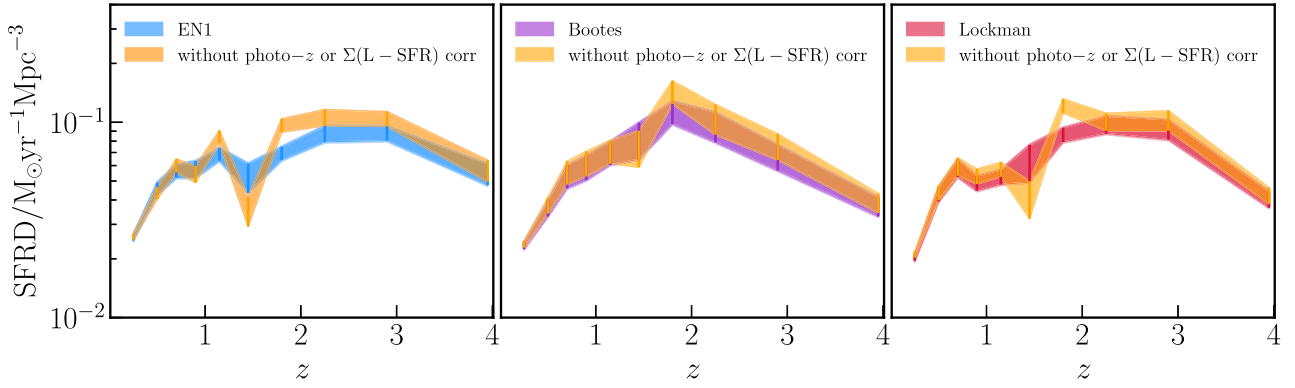 SFRD/M⊙yr⁻¹Mpc⁻³
10⁻¹
10⁻²
EN1
without photo−z or Σ(L − SFR) corr
1 2 3 4
z
Bootes
without photo−z or Σ(L − SFR) corr
1 2 3 4
z
Lockman
without photo−z or Σ(L − SFR) corr
1 2 3 4
z